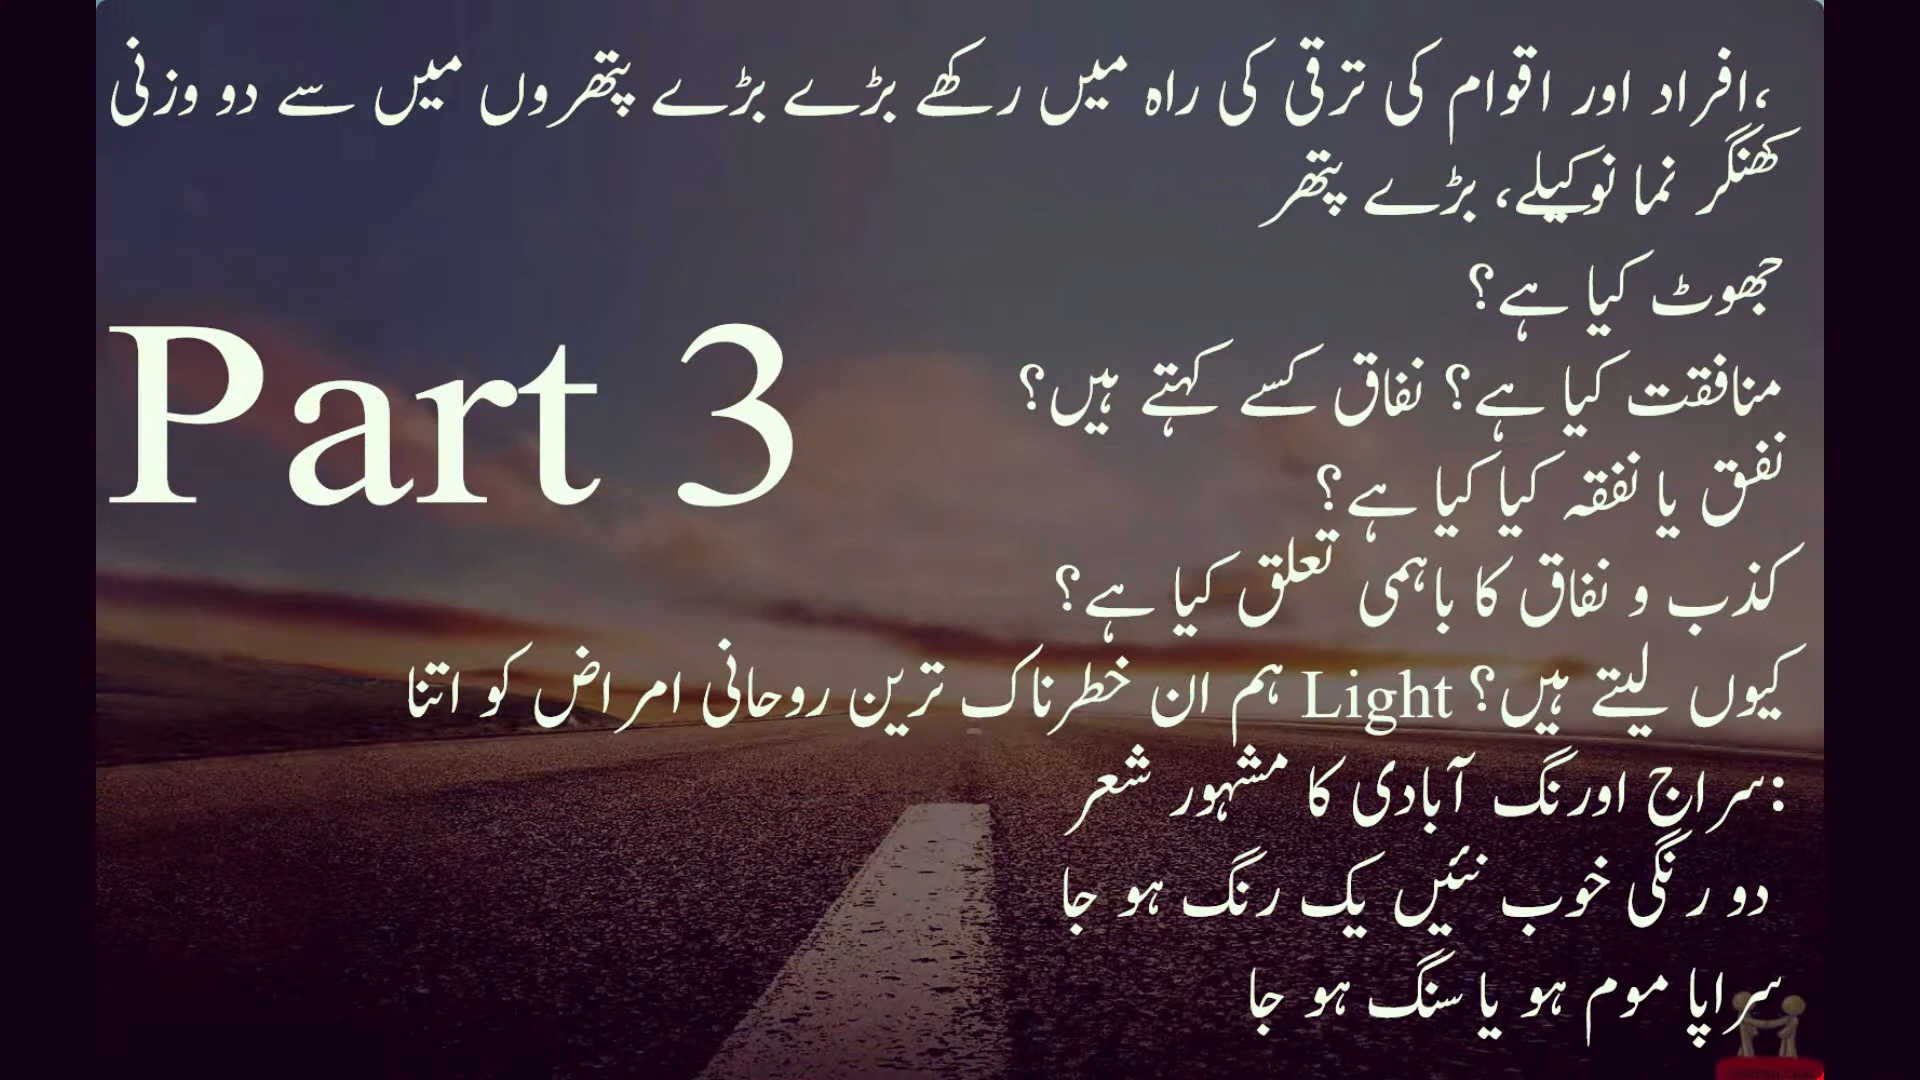 افراد اور اقوام کی ترقی کی راہ میں رکھے بڑے بڑے پتھروں میں سے دو وزنی،
کھنگر نما نوکیلے، بڑے پتھر
جھوٹ کیا ہے؟
Part 3
منافقت کیا ہے؟ نفاق کسے کہتے ہیں؟
نفق یا نفقہ کیا کیا ہے؟
کذب و نفاق کا باہمی تعلق کیا ہے؟
کیوں لیتے ہیں؟ Light ہم ان خطرناک ترین روحانی امراض کو اتنا
سراج اورنگ آبادی کا مشہور شعر:
دو رنگی خوب نئیں یک رنگ ہو جا
سراپا موم ہو یا سنگ ہو جا